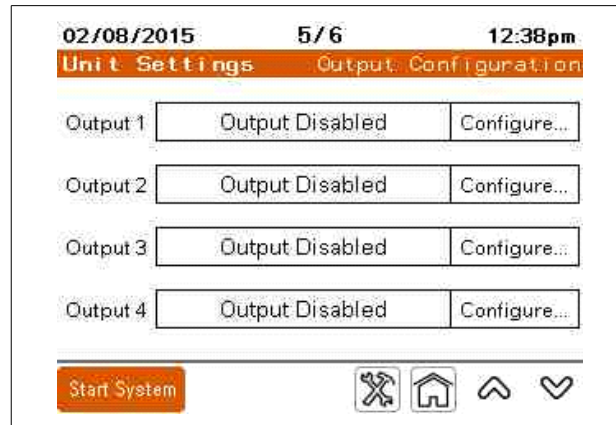 02/08/2015 5/6 12:38pm
Unit Settings Output Configuration
Output 1 Output Disabled Configure...
Output 2 Output Disabled Configure...
Output 3 Output Disabled Configure...
Output 4 Output Disabled Configure...
Start System